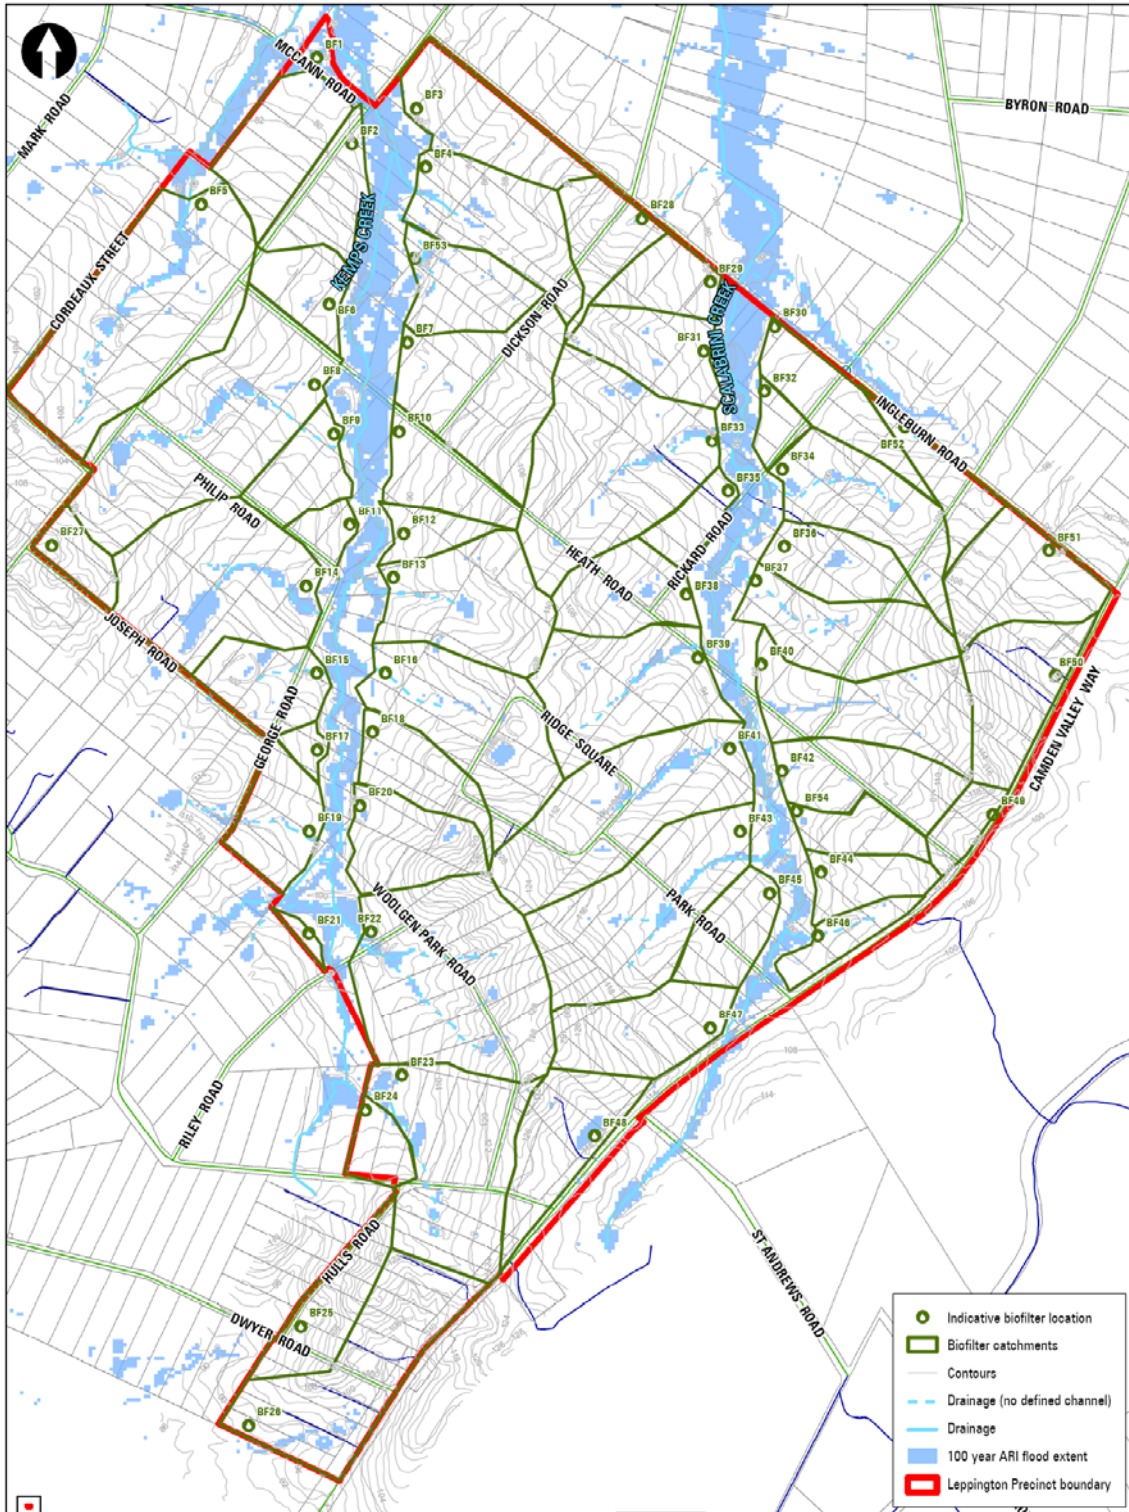 BF1
MCCANN ROAD
MARK ROAD
BYRON ROAD
BF3
BF2
BF4
BF5
BF28
KEMPS CREEK
CORDEAUX STREET
BF53
BF29
SCALABRINI CREEK
BF6
DICKSON ROAD
BF30
BF7
BF31
BF8
BF32
INGLEBURN ROAD
BF9
BF10
BF33
BF52
BF34
PHILIP ROAD
BF35
BF11
BF12
RICKARD ROAD
BF36
BF51
BF27
HEATH ROAD
BF13
BF14
BF37
BF38
JOSEPH ROAD
BF15
BF16
BF39
BF40
BF50
GEORGE ROAD
RIDGE SQUARE
CAMDEN VALLEY WAY
BF18
BF17
BF41
BF42
BF20
BF54
BF49
BF19
BF43
BF44
WOOLGEN PARK ROAD
PARK ROAD
BF45
BF21
BF22
BF46
BF47
BF23
BF24
RILEY ROAD
BF48
HULLS ROAD
ST ANDREWS ROAD
DWYER ROAD
BF25
BF26
Indicative biofilter location
Biofilter catchments
Contours
Drainage (no defined channel)
Drainage
100 year ARI flood extent
Leppington Precinct boundary